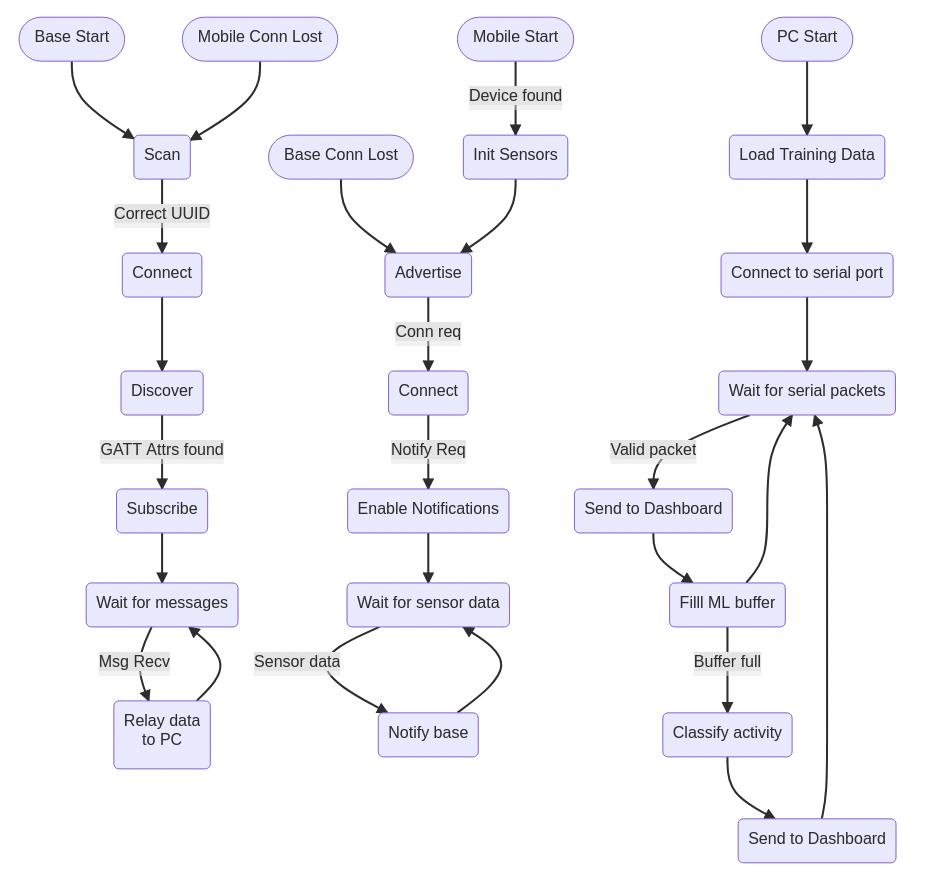 Base Start
Mobile Conn Lost
Mobile Start
PC Start
Device found
Scan
Base Conn Lost
Init Sensors
Load Training Data
Correct UUID
Connect
Advertise
Connect to serial port
Conn req
Discover
Connect
Wait for serial packets
GATT Attrs found
Notify Req
Valid packet
Subscribe
Enable Notifications
Send to Dashboard
Wait for messages
Wait for sensor data
Filll ML buffer
Msg Recv
Sensor data
Buffer full
Relay data
to PC
Notify base
Classify activity
Send to Dashboard